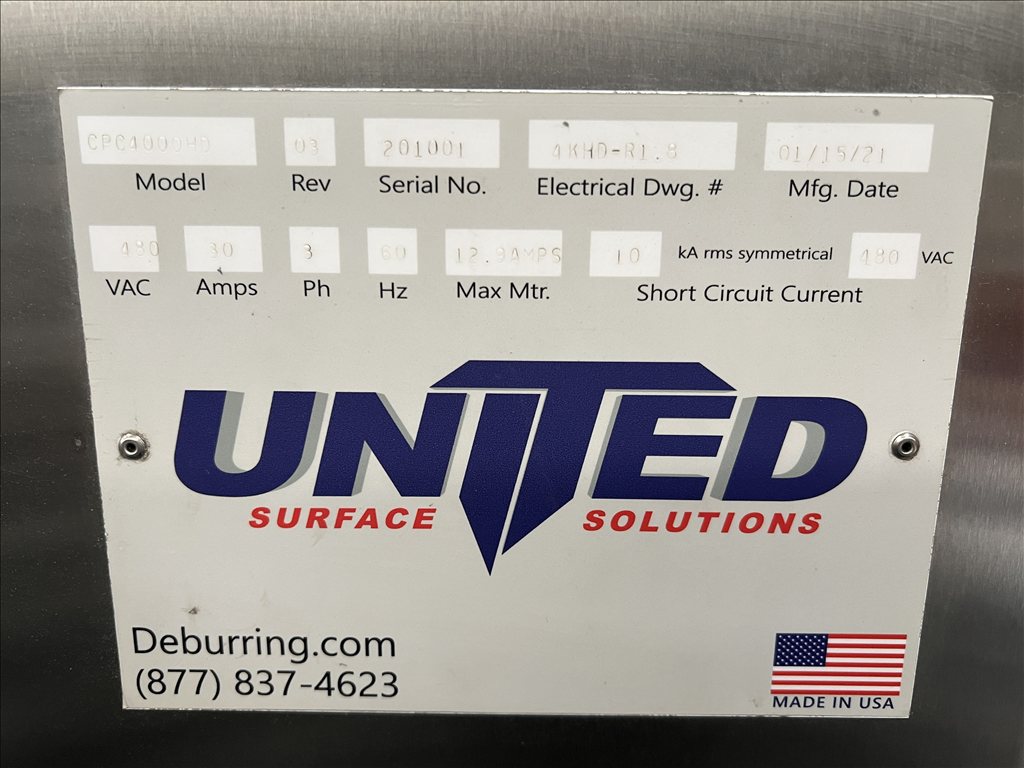 CPC4000HD 03 201001 4KHD-R1.8 01/15/21
Model Rev Serial No. Electrical Dwg. # Mfg. Date
480 30 3 60 12.9AMPS 10 kA rms symmetrical 480 VAC
VAC Amps Ph Hz Max Mtr. Short Circuit Current
UNITED
SURFACE SOLUTIONS
Deburring.com
(877) 837-4623
MADE IN USA